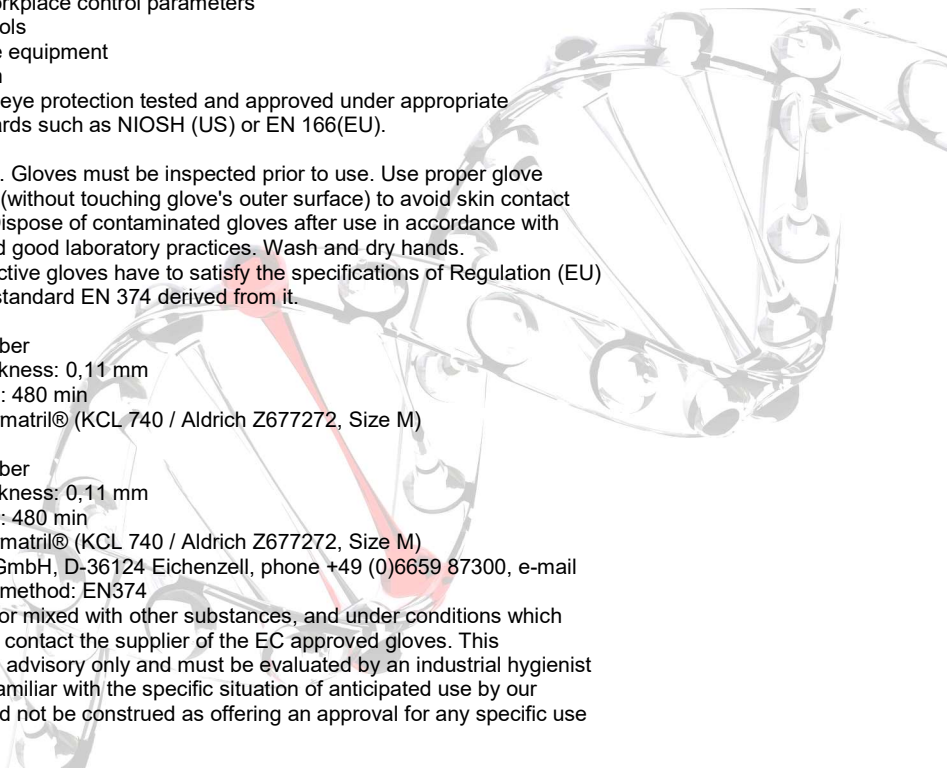 orkplace control parameters
ols
e equipment
n
eye protection tested and approved under appropriate
ards such as NIOSH (US) or EN 166(EU).
. Gloves must be inspected prior to use. Use proper glove
(without touching glove's outer surface) to avoid skin contact
ispose of contaminated gloves after use in accordance with
d good laboratory practices. Wash and dry hands.
ctive gloves have to satisfy the specifications of Regulation (EU)
standard EN 374 derived from it.
ber
kness: 0,11 mm
: 480 min
matril® (KCL 740 / Aldrich Z677272, Size M)
ber
kness: 0,11 mm
: 480 min
matril® (KCL 740 / Aldrich Z677272, Size M)
GmbH, D-36124 Eichenzell, phone +49 (0)6659 87300, e-mail
method: EN374
or mixed with other substances, and under conditions which
contact the supplier of the EC approved gloves. This
advisory only and must be evaluated by an industrial hygienist
amiliar with the specific situation of anticipated use by our
d not be construed as offering an approval for any specific use